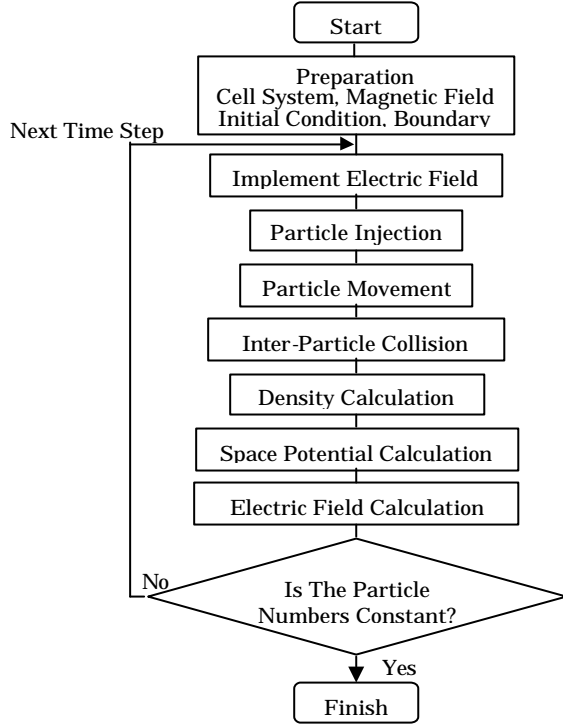 Start
Preparation
Cell System, Magnetic Field
Initial Condition, Boundary
Next Time Step
Implement Electric Field
Particle Injection
Particle Movement
Inter-Particle Collision
Density Calculation
Space Potential Calculation
Electric Field Calculation
No
Is The Particle
Numbers Constant?
Yes
Finish